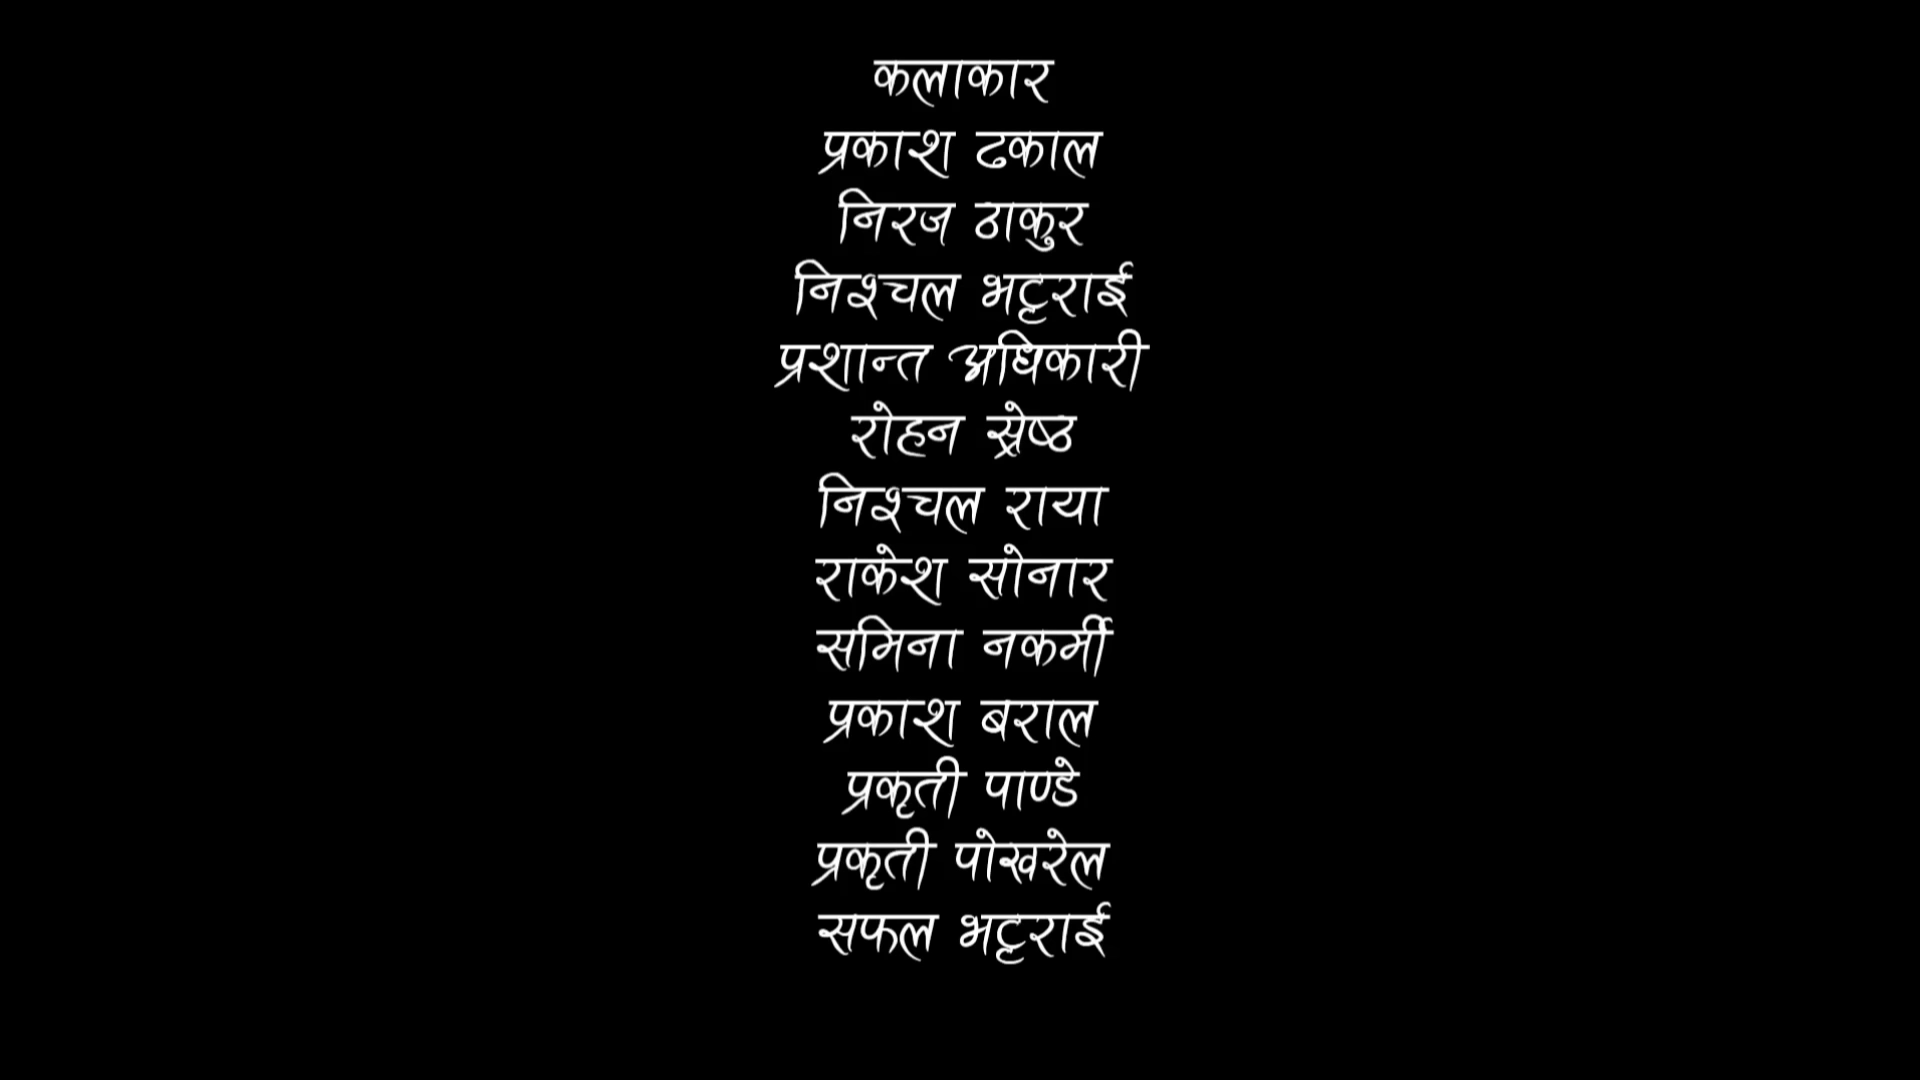 कलाकार
प्रकाश ढकाल
निरज ठाकुर
निश्चल भट्टराई
प्रशान्त अधिकारी
रोहन स्रेष्ठ
निश्चल राया
राकेश सोनार
समिना नकर्मी
प्रकाश बराल
प्रकृती पाण्डे
प्रकृती पोखरेल
सफल भट्टराई